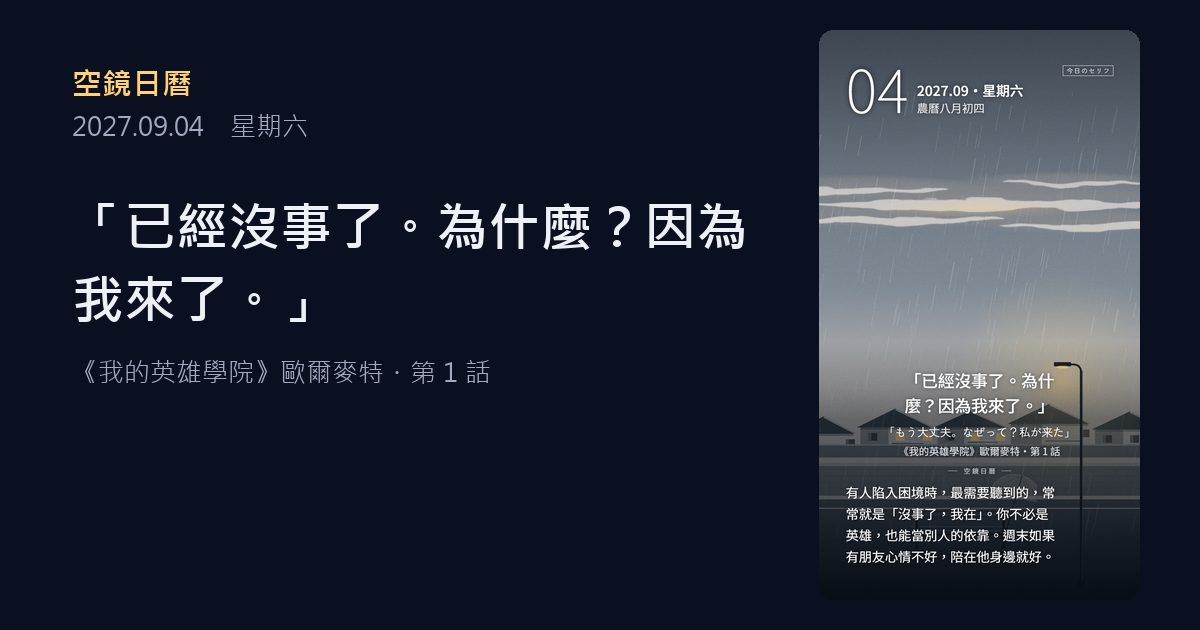 空鏡日曆
2027.09.04 星期六
「已經沒事了。為什麼？因為
我來了。」
《我的英雄學院》歐爾麥特・第 1 話
04
2027.09・星期六
農曆八月初四
今日のセリフ
「已經沒事了。為什
麼？因為我來了。」
「もう大丈夫。なぜって？私が来た」
《我的英雄學院》歐爾麥特・第 1 話
— 空鏡日曆 —
有人陷入困境時，最需要聽到的，常
常就是「沒事了，我在」。你不必是
英雄，也能當別人的依靠。週末如果
有朋友心情不好，陪在他身邊就好。